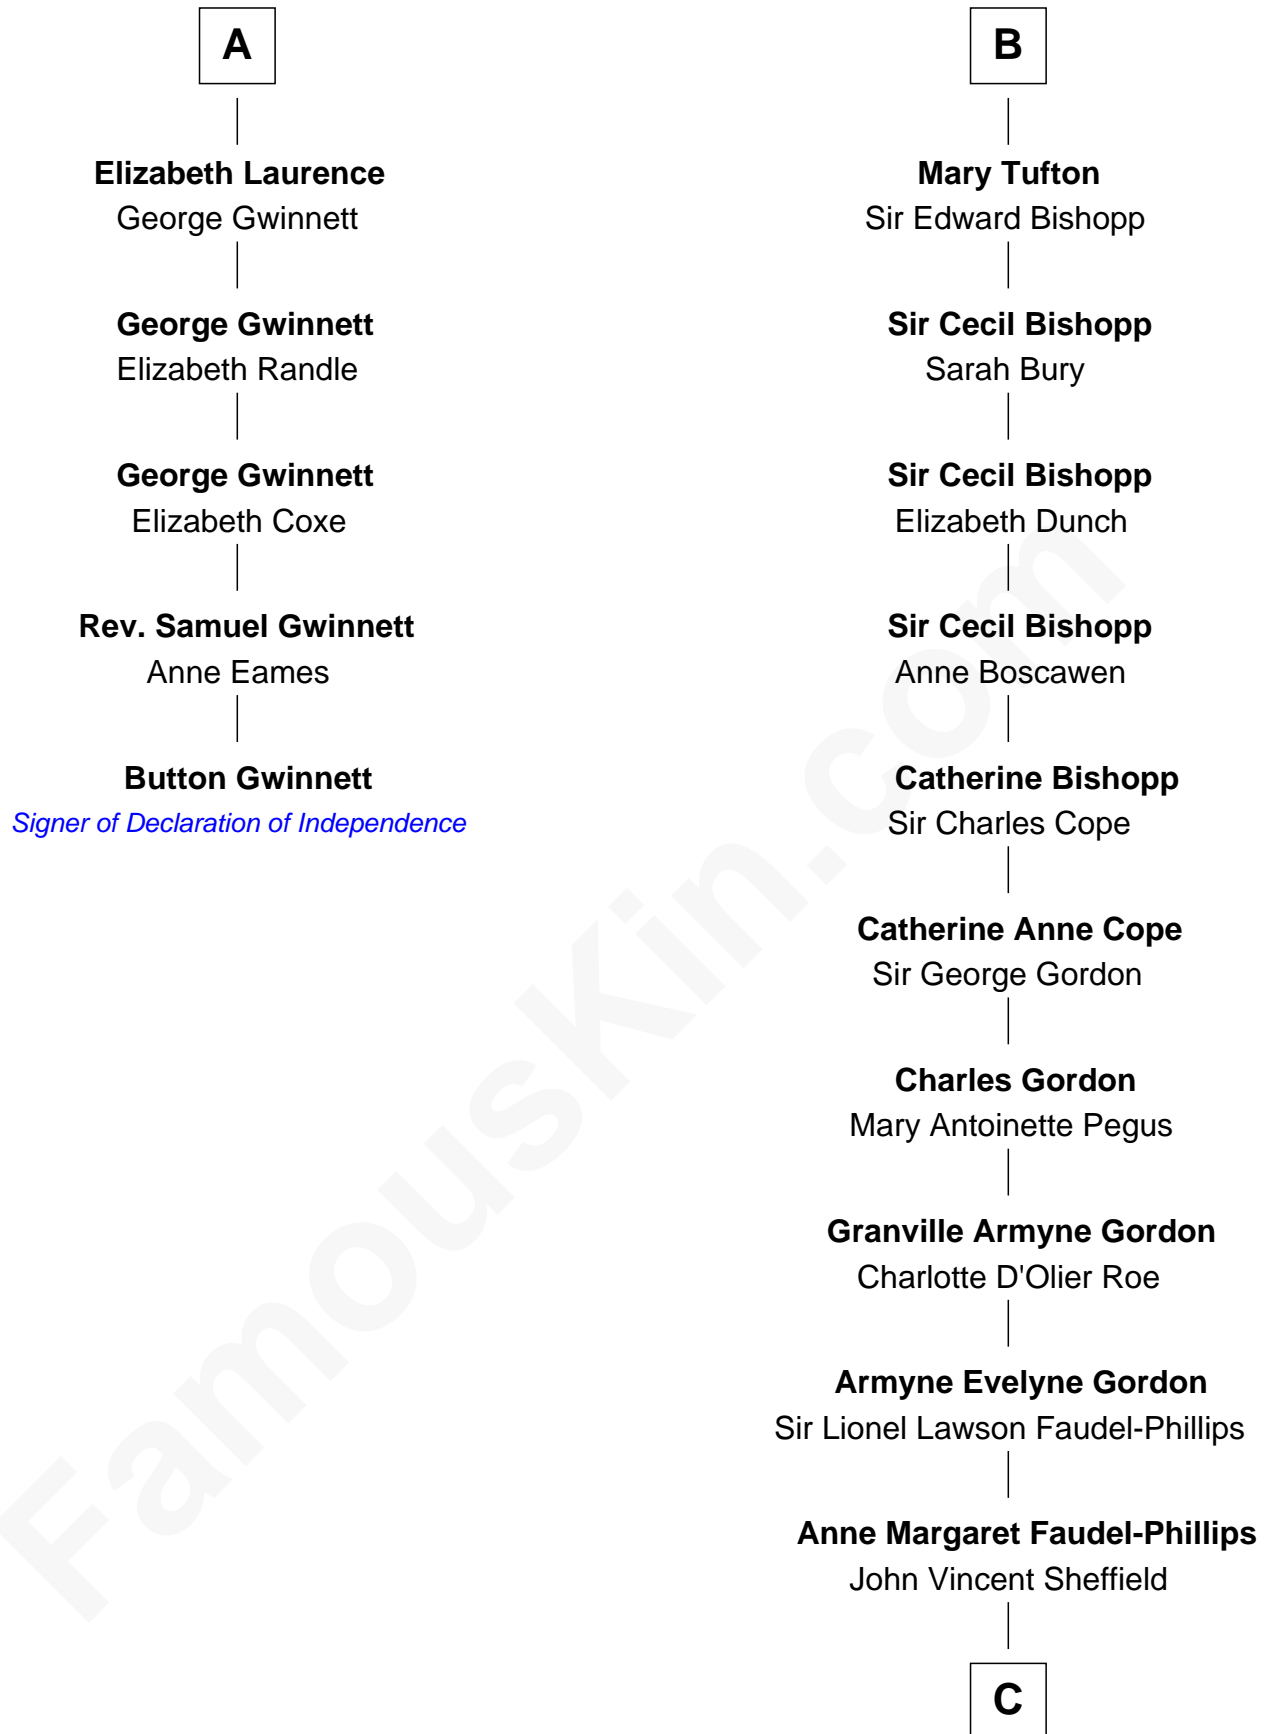 A
Elizabeth Laurence
George Gwinnett
George Gwinnett
Elizabeth Randle
George Gwinnett
Elizabeth Coxe
Rev. Samuel Gwinnett
Anne Eames
Button Gwinnett
Signer of Declaration of Independence
B
Mary Tufton
Sir Edward Bishopp
Sir Cecil Bishopp
Sarah Bury
Sir Cecil Bishopp
Elizabeth Dunch
Sir Cecil Bishopp
Anne Boscawen
Catherine Bishopp
Sir Charles Cope
Catherine Anne Cope
Sir George Gordon
Charles Gordon
Mary Antoinette Pegus
Granville Armyne Gordon
Charlotte D'Olier Roe
Armyne Evelyne Gordon
Sir Lionel Lawson Faudel-Phillips
Anne Margaret Faudel-Phillips
John Vincent Sheffield
C
FamousKin.com